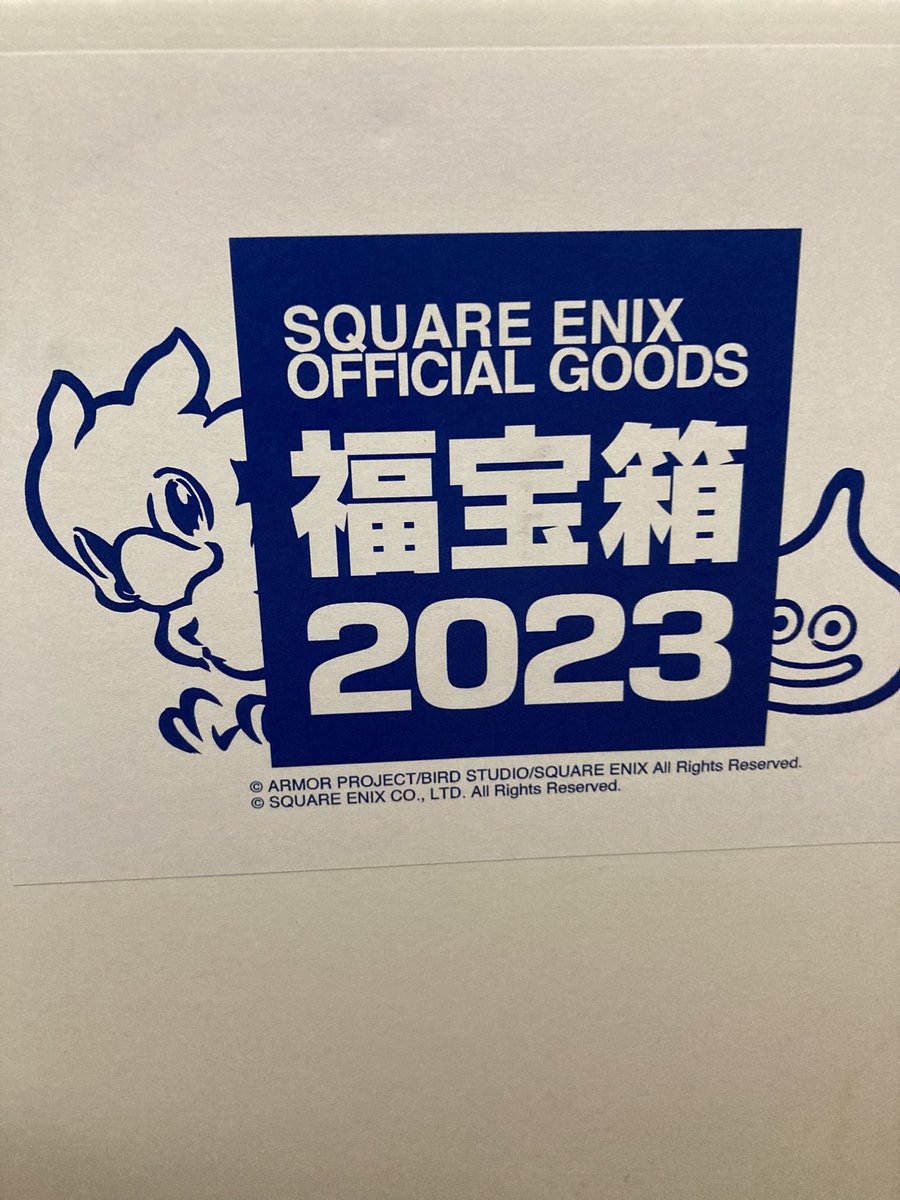 SQUARE ENIX
OFFICIAL GOODS
福宝箱
2023
© ARMOR PROJECT/BIRD STUDIO/SQUARE ENIX All Rights Reserved.
© SQUARE ENIX CO., LTD. All Rights Reserved.